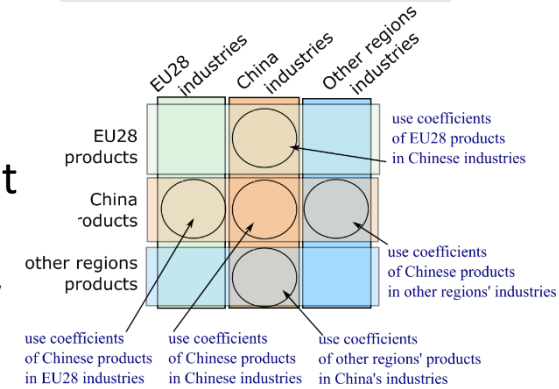 EU28
industries
China
industries
Other regions
industries
EU28
products
use coefficients
of EU28 products
in Chinese industries
t
China
roducts
other regions
products
use coefficients
of Chinese products
in other regions' industries
use coefficients
of Chinese products
in EU28 industries
use coefficients
of Chinese products
in Chinese industries
use coefficients
of other regions' products
in China's industries